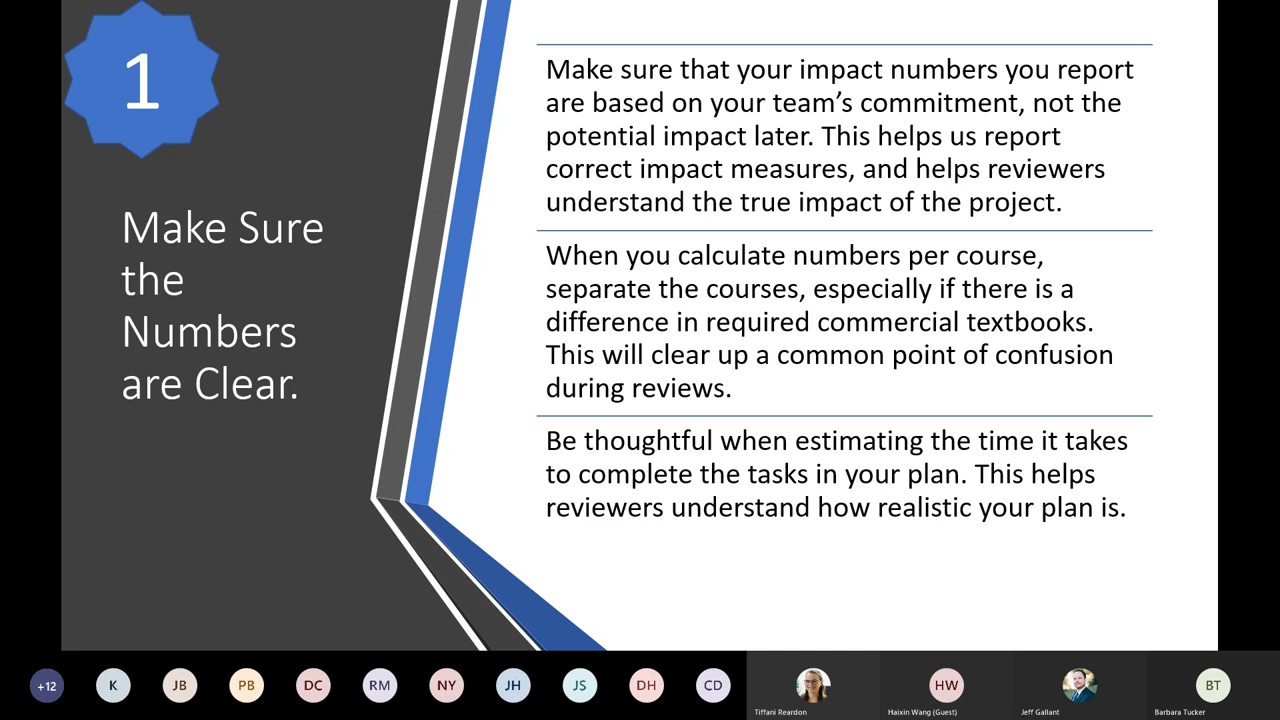 1
Make Sure
the
Numbers
are Clear.
Make sure that your impact numbers you report
are based on your team’s commitment, not the
potential impact later. This helps us report
correct impact measures, and helps reviewers
understand the true impact of the project.
When you calculate numbers per course,
separate the courses, especially if there is a
difference in required commercial textbooks.
This will clear up a common point of confusion
during reviews.
Be thoughtful when estimating the time it takes
to complete the tasks in your plan. This helps
reviewers understand how realistic your plan is.
+12 K JB PB DC RM NY JH JS DH CD HW BT
Tiffani Reardon Haixin Wang (Guest) Jeff Gallant Barbara Tucker